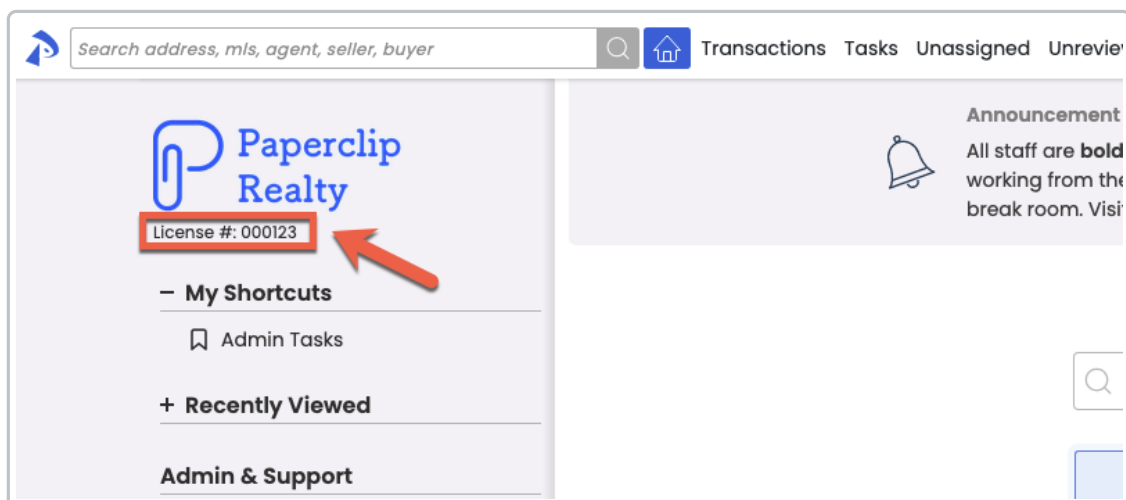 Search address, mls, agent, seller, buyer
Transactions Tasks Unassigned
Paperclip
Realty
License #: 000123
− My Shortcuts
Admin Tasks
+ Recently Viewed
Admin & Support
Announcement
All staff are bold
working from the
break room.